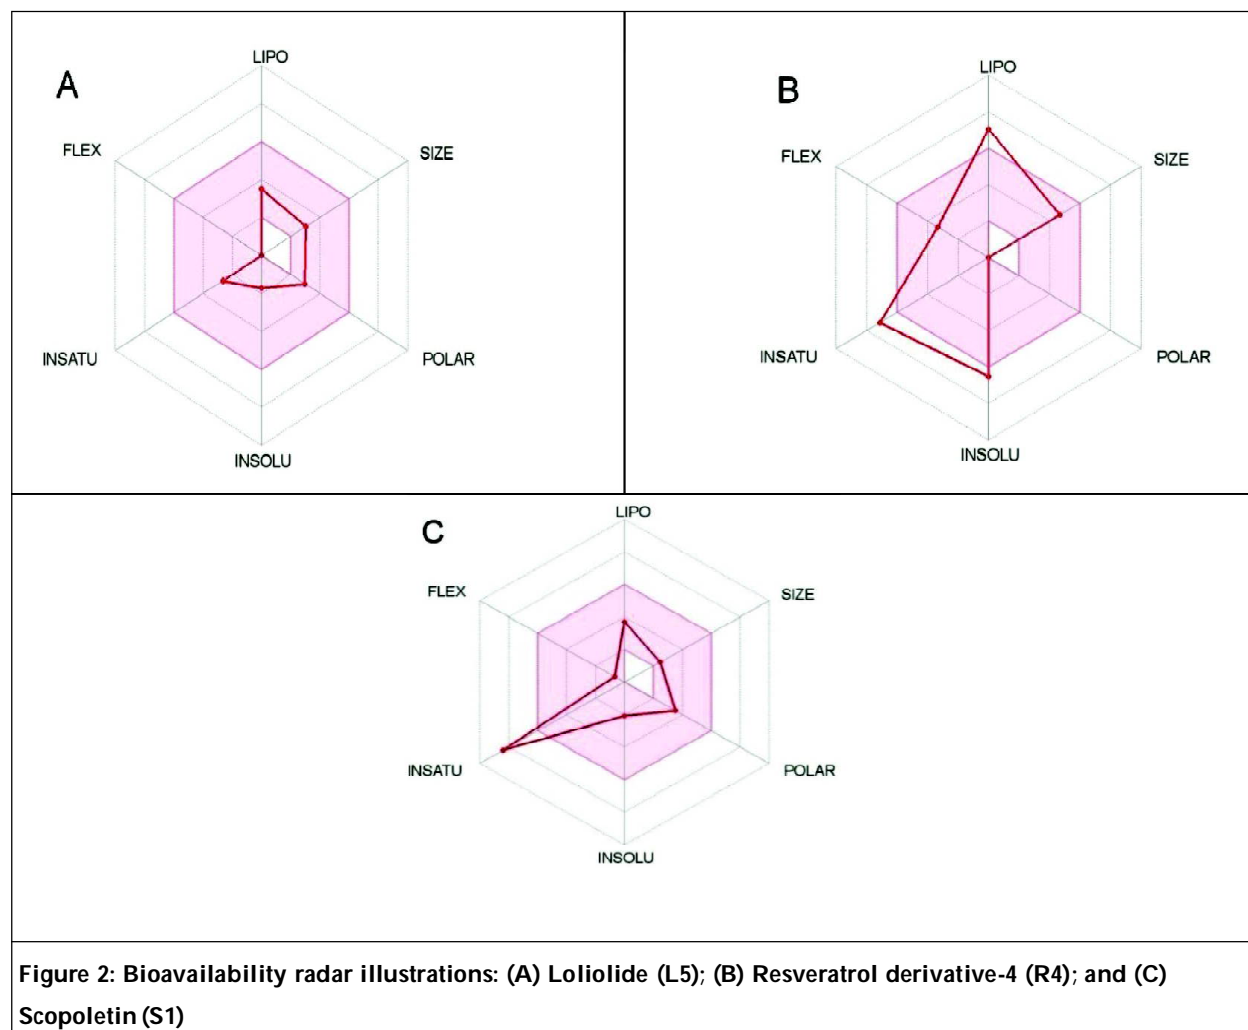 A
LIPO
FLEX
SIZE
INSATU
POLAR
INSOLU
B
LIPO
FLEX
SIZE
INSATU
POLAR
INSOLU
C
LIPO
FLEX
SIZE
INSATU
POLAR
INSOLU
Figure 2: Bioavailability radar illustrations: (A) Loliolide (L5); (B) Resveratrol derivative-4 (R4); and (C)
Scopoletin (S1)